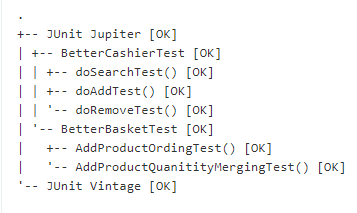 .
+-- JUnit Jupiter [OK]
| +-- BetterCashierTest [OK]
| | +-- doSearchTest() [OK]
| | +-- doAddTest() [OK]
| | '-- doRemoveTest() [OK]
| '-- BetterBasketTest [OK]
|   +-- AddProductOrdingTest() [OK]
|   '-- AddProductQuanitityMergingTest() [OK]
'-- JUnit Vintage [OK]